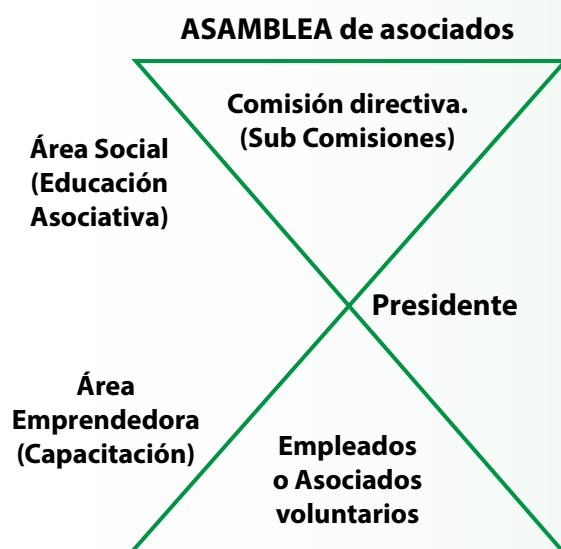 ASAMBLEA de asociados
Comisión directiva.
(Sub Comisiones)
Área Social
(Educación
Asociativa)
Presidente
Área
Emprendedora
(Capacitación)
Empleados
o Asociados
voluntarios